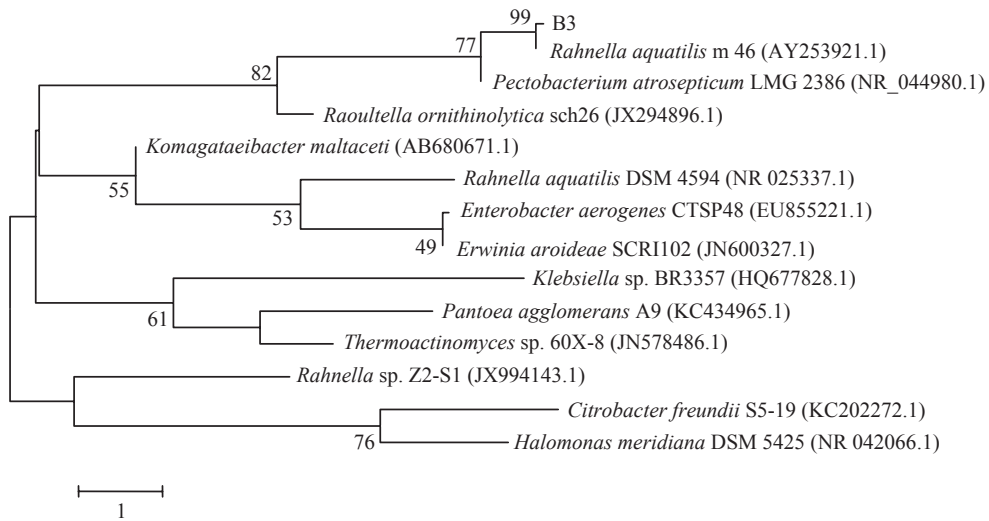 99
B3
77
Rahnella aquatilis m 46 (AY253921.1)
82
Pectobacterium atrosepticum LMG 2386 (NR_044980.1)
Raoultella ornithinolytica sch26 (JX294896.1)
Komagataeibacter maltaceti (AB680671.1)
55
Rahnella aquatilis DSM 4594 (NR 025337.1)
53
Enterobacter aerogenes CTSP48 (EU855221.1)
49
Erwinia aroideae SCRI102 (JN600327.1)
Klebsiella sp. BR3357 (HQ677828.1)
61
Pantoea agglomerans A9 (KC434965.1)
Thermoactinomyces sp. 60X-8 (JN578486.1)
Rahnella sp. Z2-S1 (JX994143.1)
Citrobacter freundii S5-19 (KC202272.1)
76
Halomonas meridiana DSM 5425 (NR 042066.1)
1